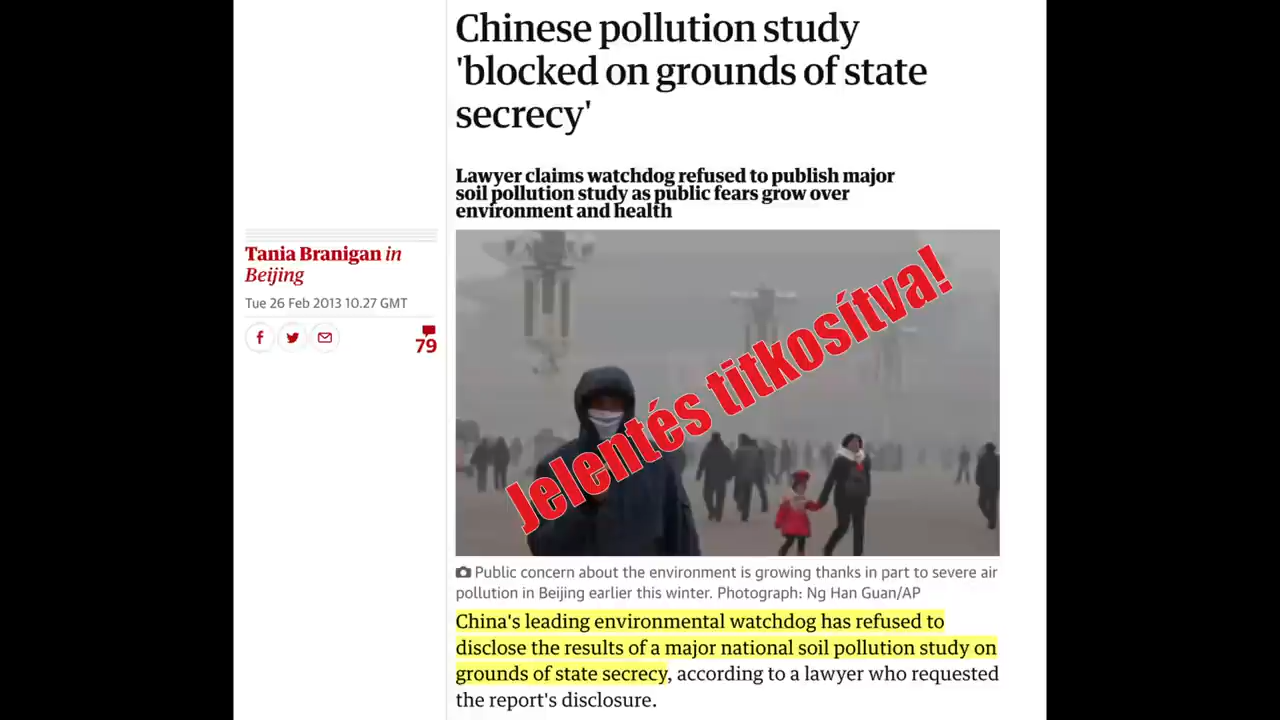 Chinese pollution study
'blocked on grounds of state
secrecy'
Lawyer claims watchdog refused to publish major
soil pollution study as public fears grow over
environment and health
Tania Branigan in
Beijing
Tue 26 Feb 2013 10.27 GMT
79
Jelentés titkosítva!
Public concern about the environment is growing thanks in part to severe air
pollution in Beijing earlier this winter. Photograph: Ng Han Guan/AP
China's leading environmental watchdog has refused to
disclose the results of a major national soil pollution study on
grounds of state secrecy, according to a lawyer who requested
the report's disclosure.